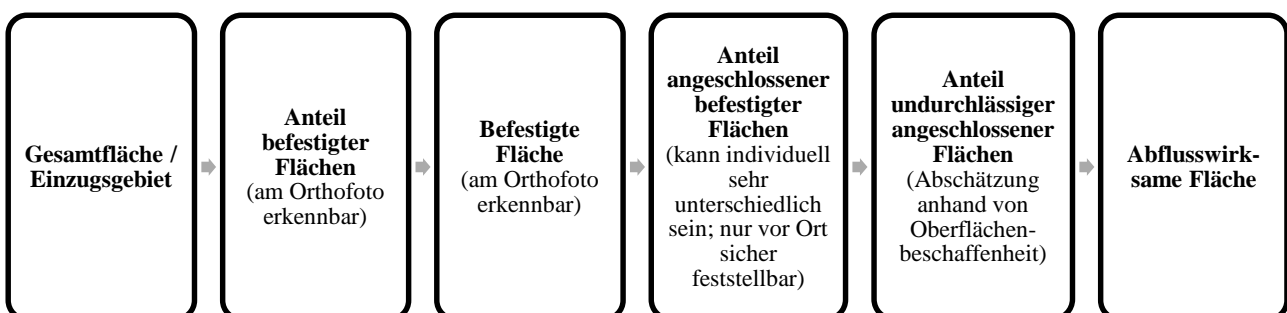 Gesamtfläche /
Einzugsgebiet
Anteil
befestigter
Flächen
(am Orthofoto
erkennbar)
Befestigte
Fläche
(am Orthofoto
erkennbar)
Anteil
angeschlossener
befestigter
Flächen
(kann individuell
sehr
unterschiedlich
sein; nur vor Ort
sicher
feststellbar)
Anteil
undurchlässiger
angeschlossener
Flächen
(Abschätzung
anhand von
Oberflächen-
beschaffenheit)
Abflusswirk-
same Fläche